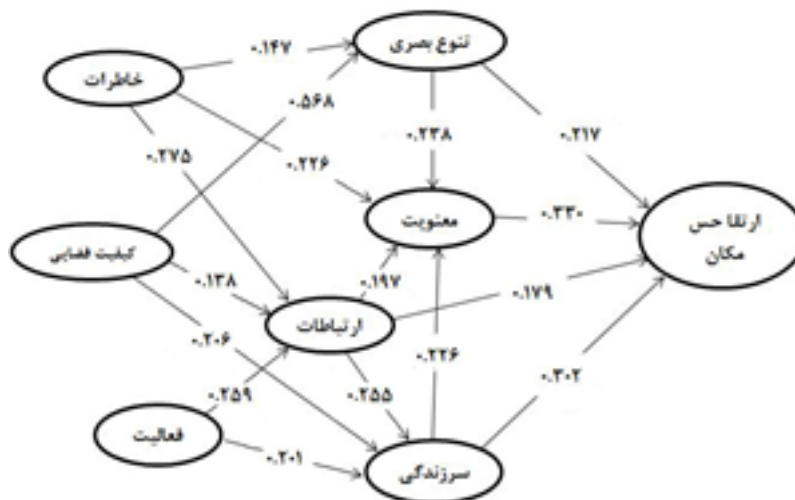 تنوع بصری
۰.۱۴۷
خاطرات
۰.۵۶۸
۰.۲۳۸
۰.۲۱۷
۰.۲۷۵
۰.۲۲۶
معنویت
۰.۳۳۰
ارتقا حس
مکان
کیفیت فضایی
۰.۱۳۸
۰.۱۹۷
۰.۱۷۹
ارتباطات
۰.۲۰۶
۰.۲۲۶
۰.۲۵۹
۰.۲۵۵
۰.۳۰۲
فعالیت
۰.۲۰۱
سرزندگی